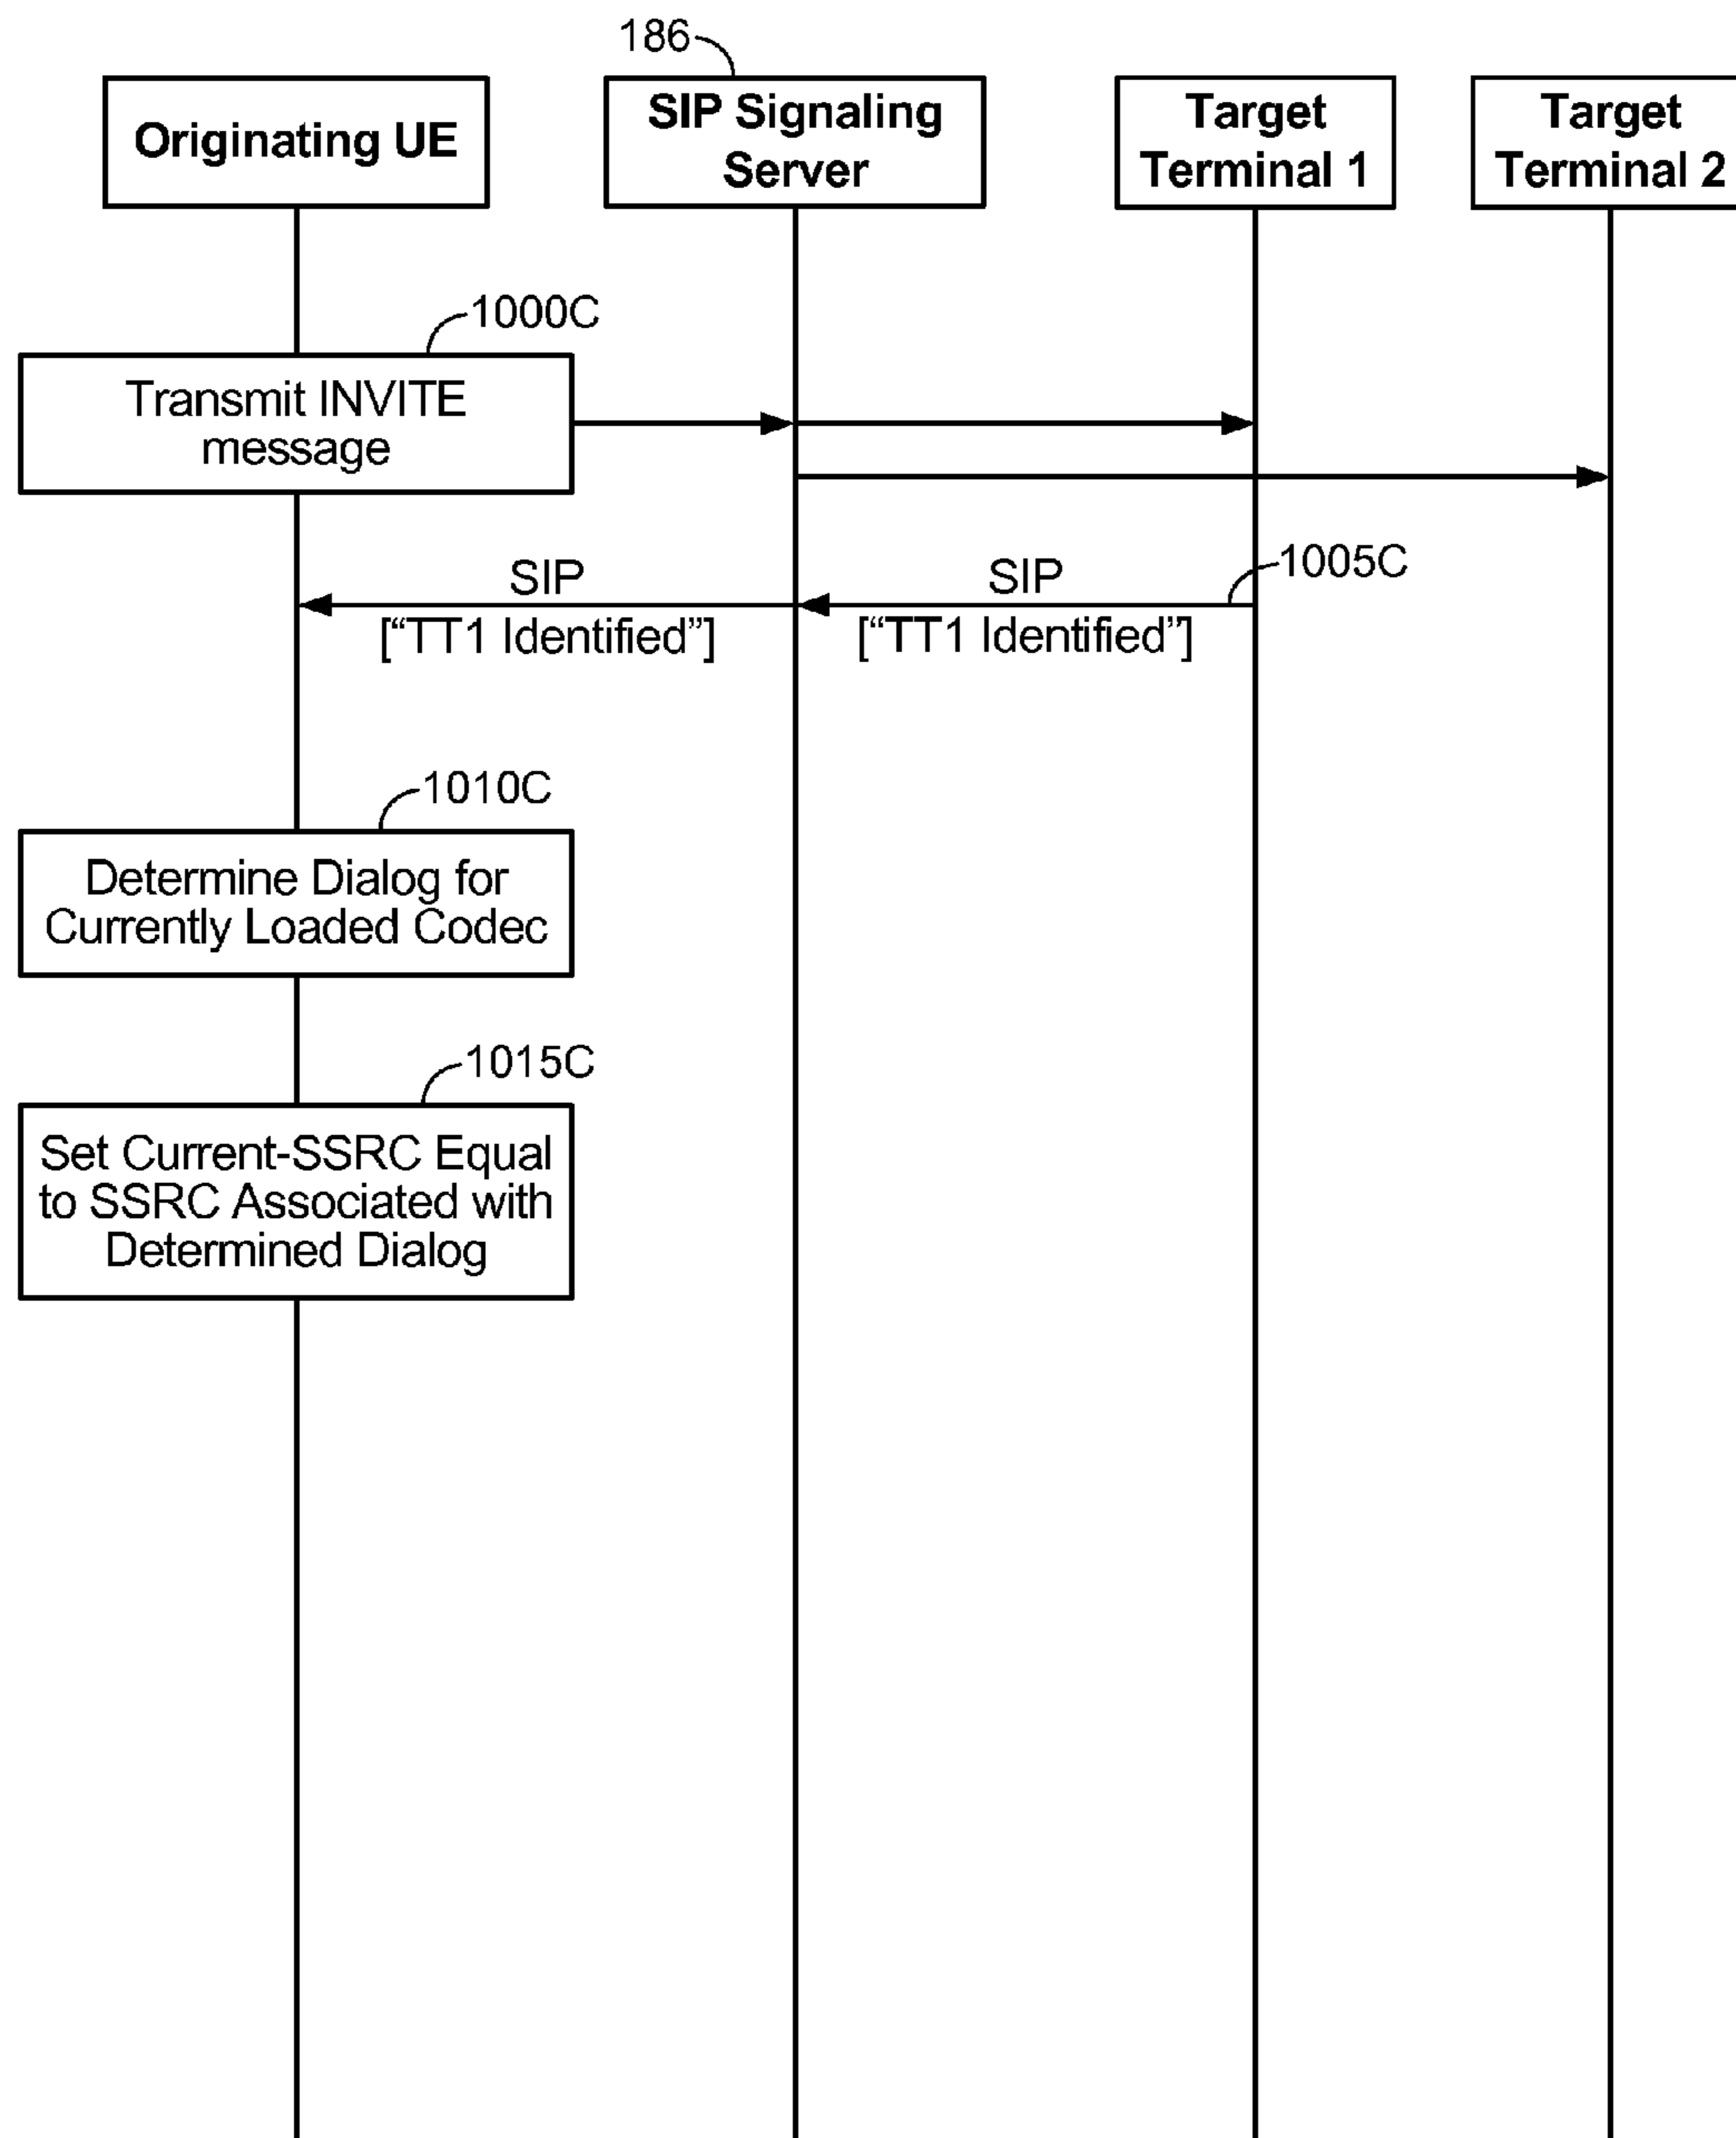 186
Originating UE
SIP Signaling
Server
Target
Terminal 1
Target
Terminal 2
1000C
Transmit INVITE
message
SIP
["TT1 Identified"]
SIP
["TT1 Identified"]
1005C
1010C
Determine Dialog for
Currently Loaded Codec
1015C
Set Current-SSRC Equal
to SSRC Associated with
Determined Dialog